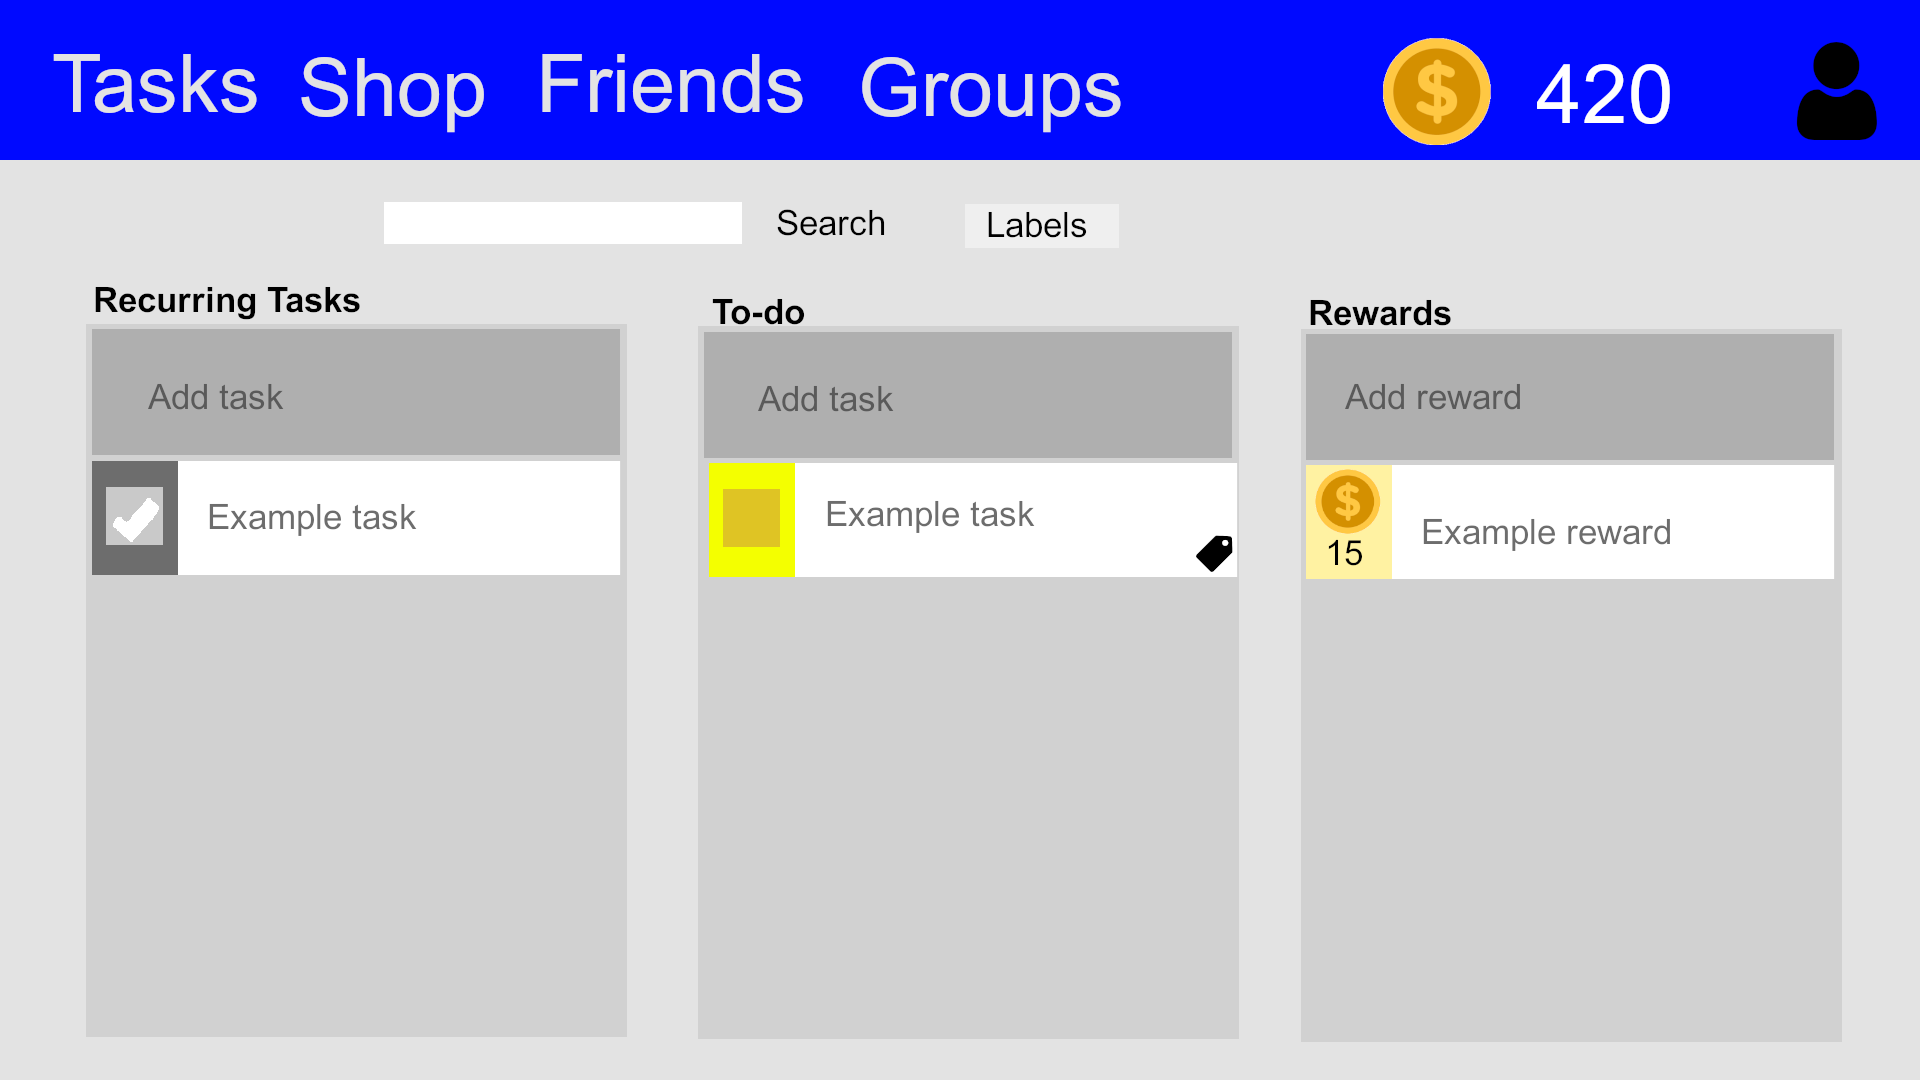 Tasks Shop Friends Groups 420
Search Labels
Recurring Tasks
Add task
Example task
To-do
Add task
Example task
Rewards
Add reward
15
Example reward